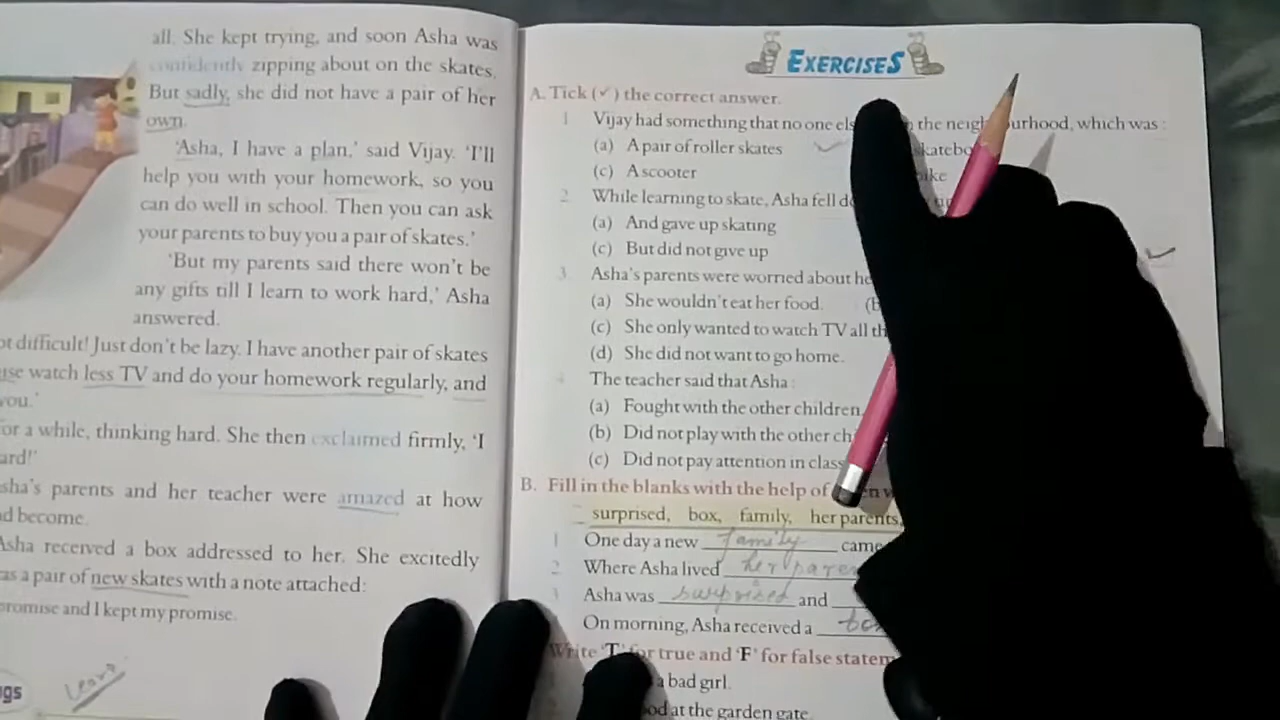 all. She kept trying, and soon Asha was
confidently zipping about on the skates.
But sadly, she did not have a pair of her
own.
'Asha, I have a plan,' said Vijay. 'I'll
help you with your homework, so you
can do well in school. Then you can ask
your parents to buy you a pair of skates.'
'But my parents said there won't be
any gifts till I learn to work hard,' Asha
answered.
difficult! Just don't be lazy. I have another pair of skates
watch less TV and do your homework regularly, and
you.'
for a while, thinking hard. She then exclaimed firmly, 'I
parents and her teacher were amazed at how
become.
Asha received a box addressed to her. She excitedly
a pair of new skates with a note attached:
promise and I kept my promise.
Learn
EXERCISES
A. Tick (✓) the correct answer.
1 Vijay had something that no one the neighbourhood, which was :
(a) A pair of roller skates
(c) A scooter
2 While learning to skate, Asha fell
(a) And gave up skating
(c) But did not give up
3 Asha's parents were worried about
(a) She wouldn't eat her food.
(c) She only wanted to watch TV all
(d) She did not want to go home.
4 The teacher said that Asha :
(a) Fought with the other children.
(b) Did not play with the other
(c) Did not pay attention in
B. Fill in the blanks with the help of
surprised, box, family, her parents,
1 One day a new family came
2 Where Asha lived her
3 Asha was surprised and
On morning, Asha received a box
Write 'T' for true and 'F' for false
a bad girl.
at the garden gate.